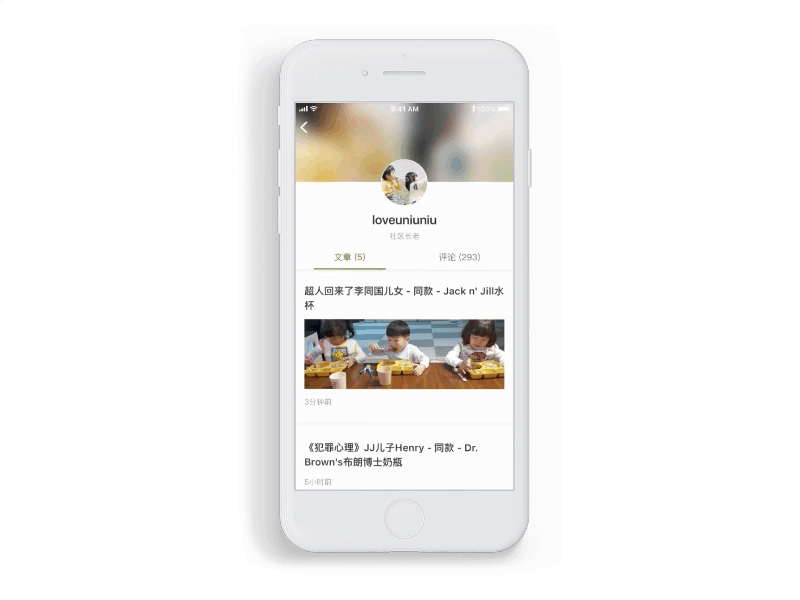 9:41 AM
100%
loveuniuniu
社区长老
文章 (5)
评论 (293)
超人回来了李同国儿女 - 同款 - Jack n' Jill水
杯
3分钟前
《犯罪心理》JJ儿子Henry - 同款 - Dr.
Brown's布朗博士奶瓶
5小时前